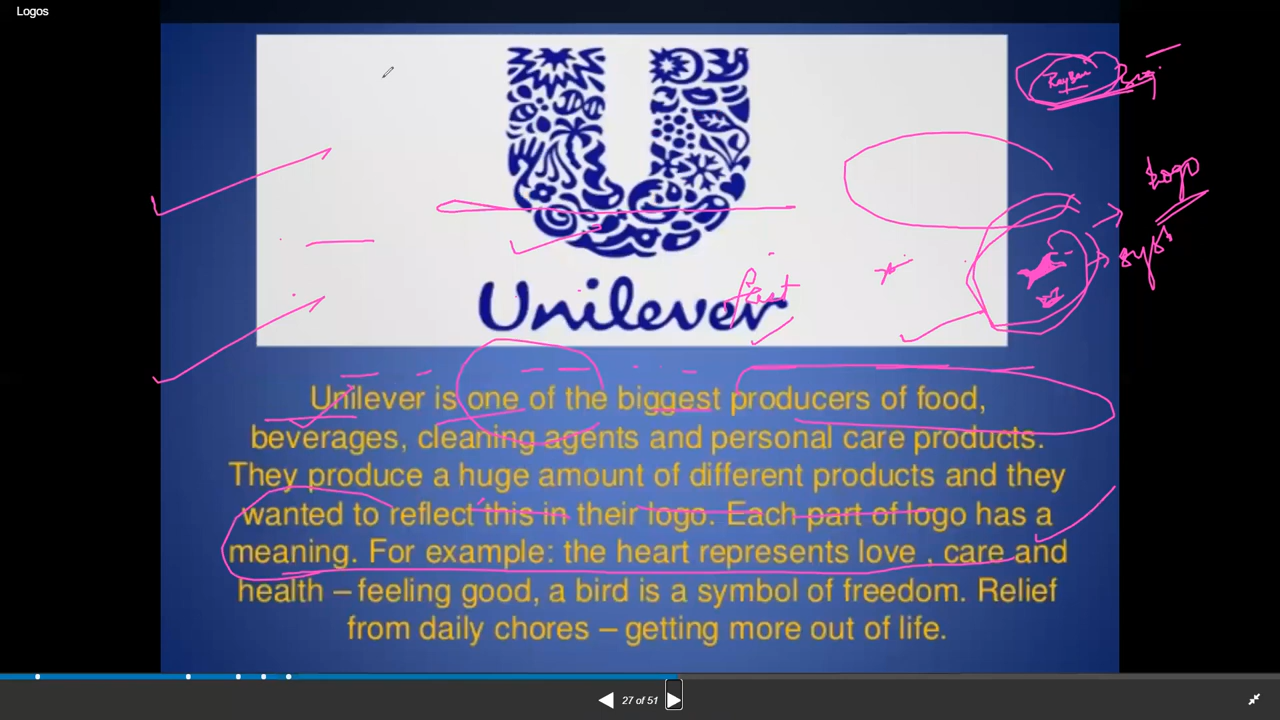 Logos
RayBan
Logo
Unilever
Unilever is one of the biggest producers of food,
beverages, cleaning agents and personal care products.
They produce a huge amount of different products and they
wanted to reflect this in their logo. Each part of logo has a
meaning. For example: the heart represents love , care and
health – feeling good, a bird is a symbol of freedom. Relief
from daily chores – getting more out of life.
27 of 51